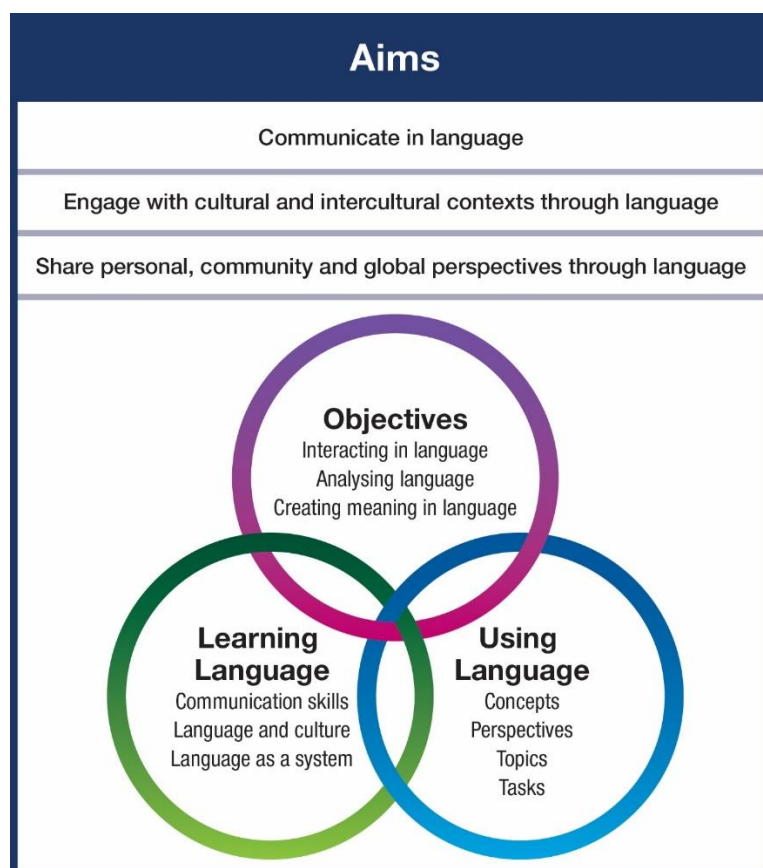 Aims
Communicate in language
Engage with cultural and intercultural contexts through language
Share personal, community and global perspectives through language
Objectives
Interacting in language
Analysing language
Creating meaning in language
Learning
Language
Communication skills
Language and culture
Language as a system
Using
Language
Concepts
Perspectives
Topics
Tasks